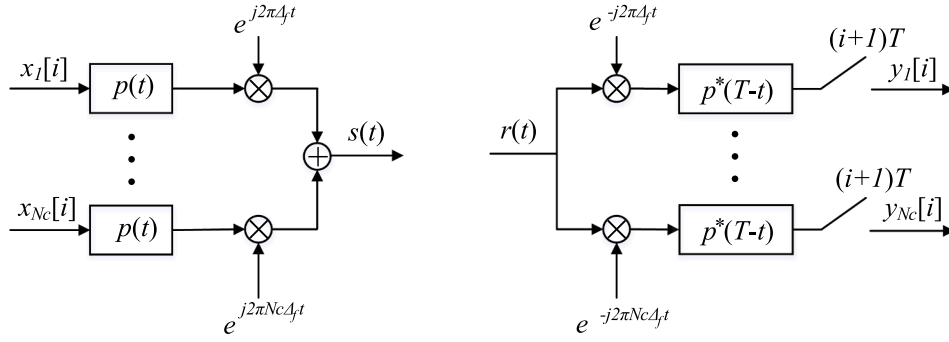 e^{j2πΔ_f t}
x_1[i]
p(t)
s(t)
x_{Nc}[i]
p(t)
e^{j2πNcΔ_f t}
e^{-j2πΔ_f t}
(i+1)T
p^*(T-t)
y_1[i]
r(t)
(i+1)T
p^*(T-t)
y_{Nc}[i]
e^{-j2πNcΔ_f t}